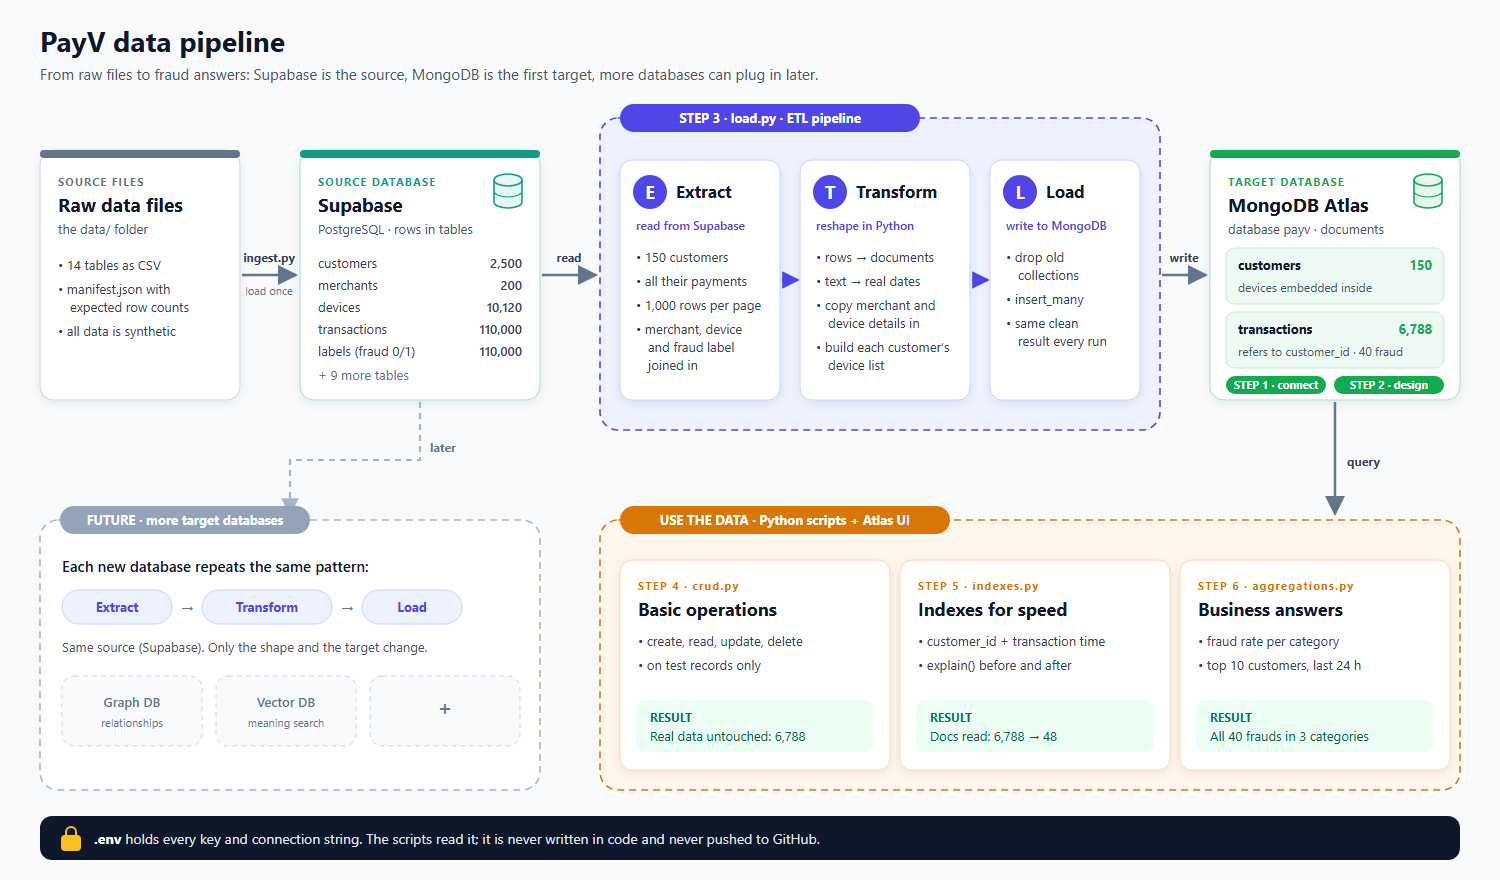 PayV data pipeline
From raw files to fraud answers: Supabase is the source, MongoDB is the first target, more databases can plug in later.
SOURCE FILES
Raw data files
the data/ folder
• 14 tables as CSV
• manifest.json with
expected row counts
• all data is synthetic
ingest.py
load once
SOURCE DATABASE
Supabase
PostgreSQL · rows in tables
customers 2,500
merchants 200
devices 10,120
transactions 110,000
labels (fraud 0/1) 110,000
+ 9 more tables
read
STEP 3 · load.py · ETL pipeline
E Extract
read from Supabase
• 150 customers
• all their payments
• 1,000 rows per page
• merchant, device
and fraud label
joined in
T Transform
reshape in Python
• rows → documents
• text → real dates
• copy merchant and
device details in
• build each customer's
device list
L Load
write to MongoDB
• drop old
collections
• insert_many
• same clean
result every run
write
TARGET DATABASE
MongoDB Atlas
database payv · documents
customers 150
devices embedded inside
transactions 6,788
refers to customer_id · 40 fraud
STEP 1 · connect STEP 2 · design
later
query
FUTURE · more target databases
Each new database repeats the same pattern:
Extract → Transform → Load
Same source (Supabase). Only the shape and the target change.
Graph DB
relationships
Vector DB
meaning search
+
USE THE DATA · Python scripts + Atlas UI
STEP 4 · crud.py
Basic operations
• create, read, update, delete
• on test records only
RESULT
Real data untouched: 6,788
STEP 5 · indexes.py
Indexes for speed
• customer_id + transaction time
• explain() before and after
RESULT
Docs read: 6,788 → 48
STEP 6 · aggregations.py
Business answers
• fraud rate per category
• top 10 customers, last 24 h
RESULT
All 40 frauds in 3 categories
.env holds every key and connection string. The scripts read it; it is never written in code and never pushed to GitHub.